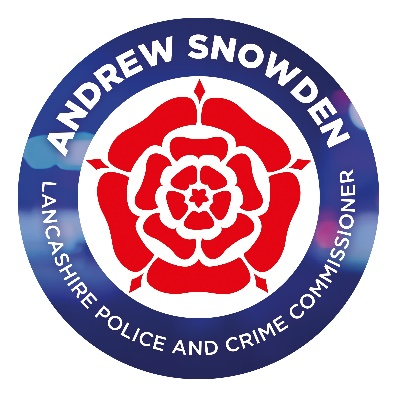 ANDREW SNOWDEN
LANCASHIRE POLICE AND CRIME COMMISSIONER